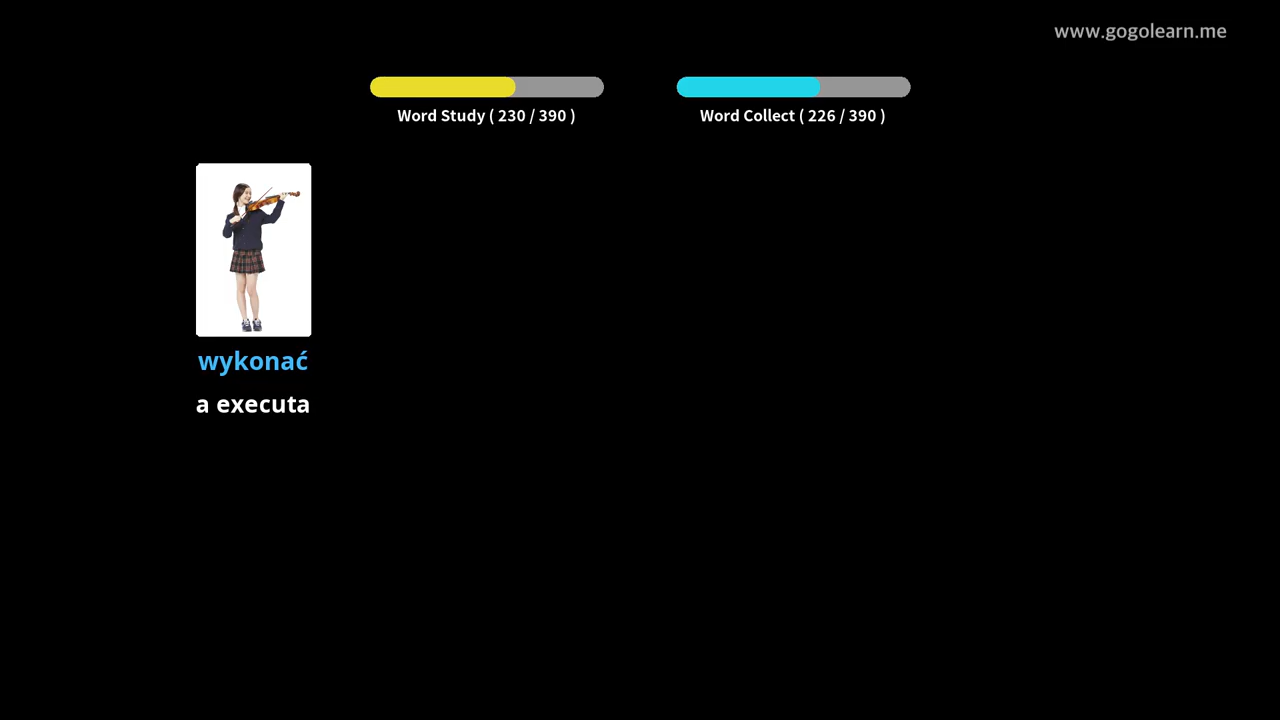 www.gogolearn.me
Word Study ( 230 / 390 )
Word Collect ( 226 / 390 )
wykonać
a executa